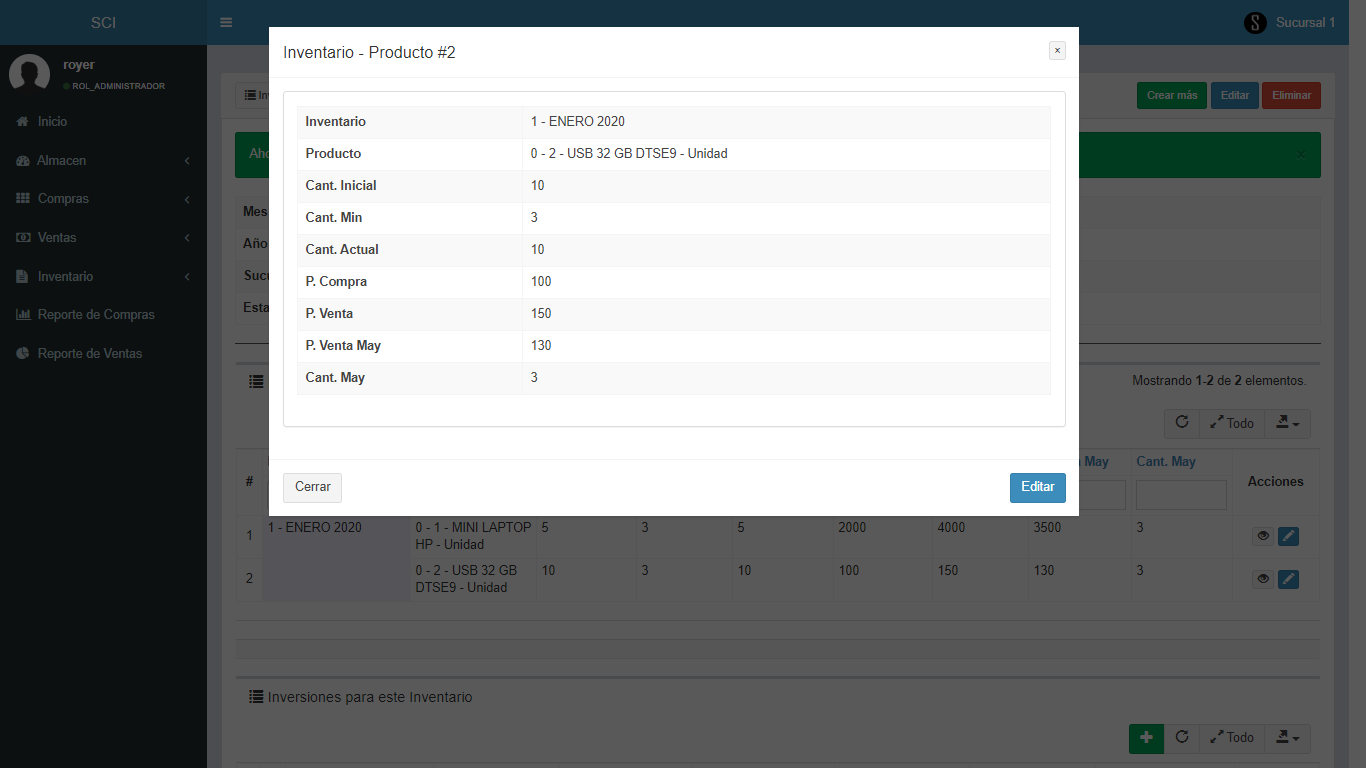 SCI
Sucursal 1
royer
ROL_ADMINISTRADOR
Inicio
Almacen
Compras
Ventas
Inventario
Reporte de Compras
Reporte de Ventas
Crear más Editar Eliminar
Inventario - Producto #2
×
Inventario 1 - ENERO 2020
Producto 0 - 2 - USB 32 GB DTSE9 - Unidad
Cant. Inicial 10
Cant. Min 3
Cant. Actual 10
P. Compra 100
P. Venta 150
P. Venta May 130
Cant. May 3
Cerrar Editar
Mes
Año
Mostrando 1-2 de 2 elementos.
Todo
# May Cant. May Acciones
1 1 - ENERO 2020 0 - 1 - MINI LAPTOP HP - Unidad 5 3 5 2000 4000 3500 3
2 0 - 2 - USB 32 GB DTSE9 - Unidad 10 3 10 100 150 130 3
Inversiones para este Inventario
Todo